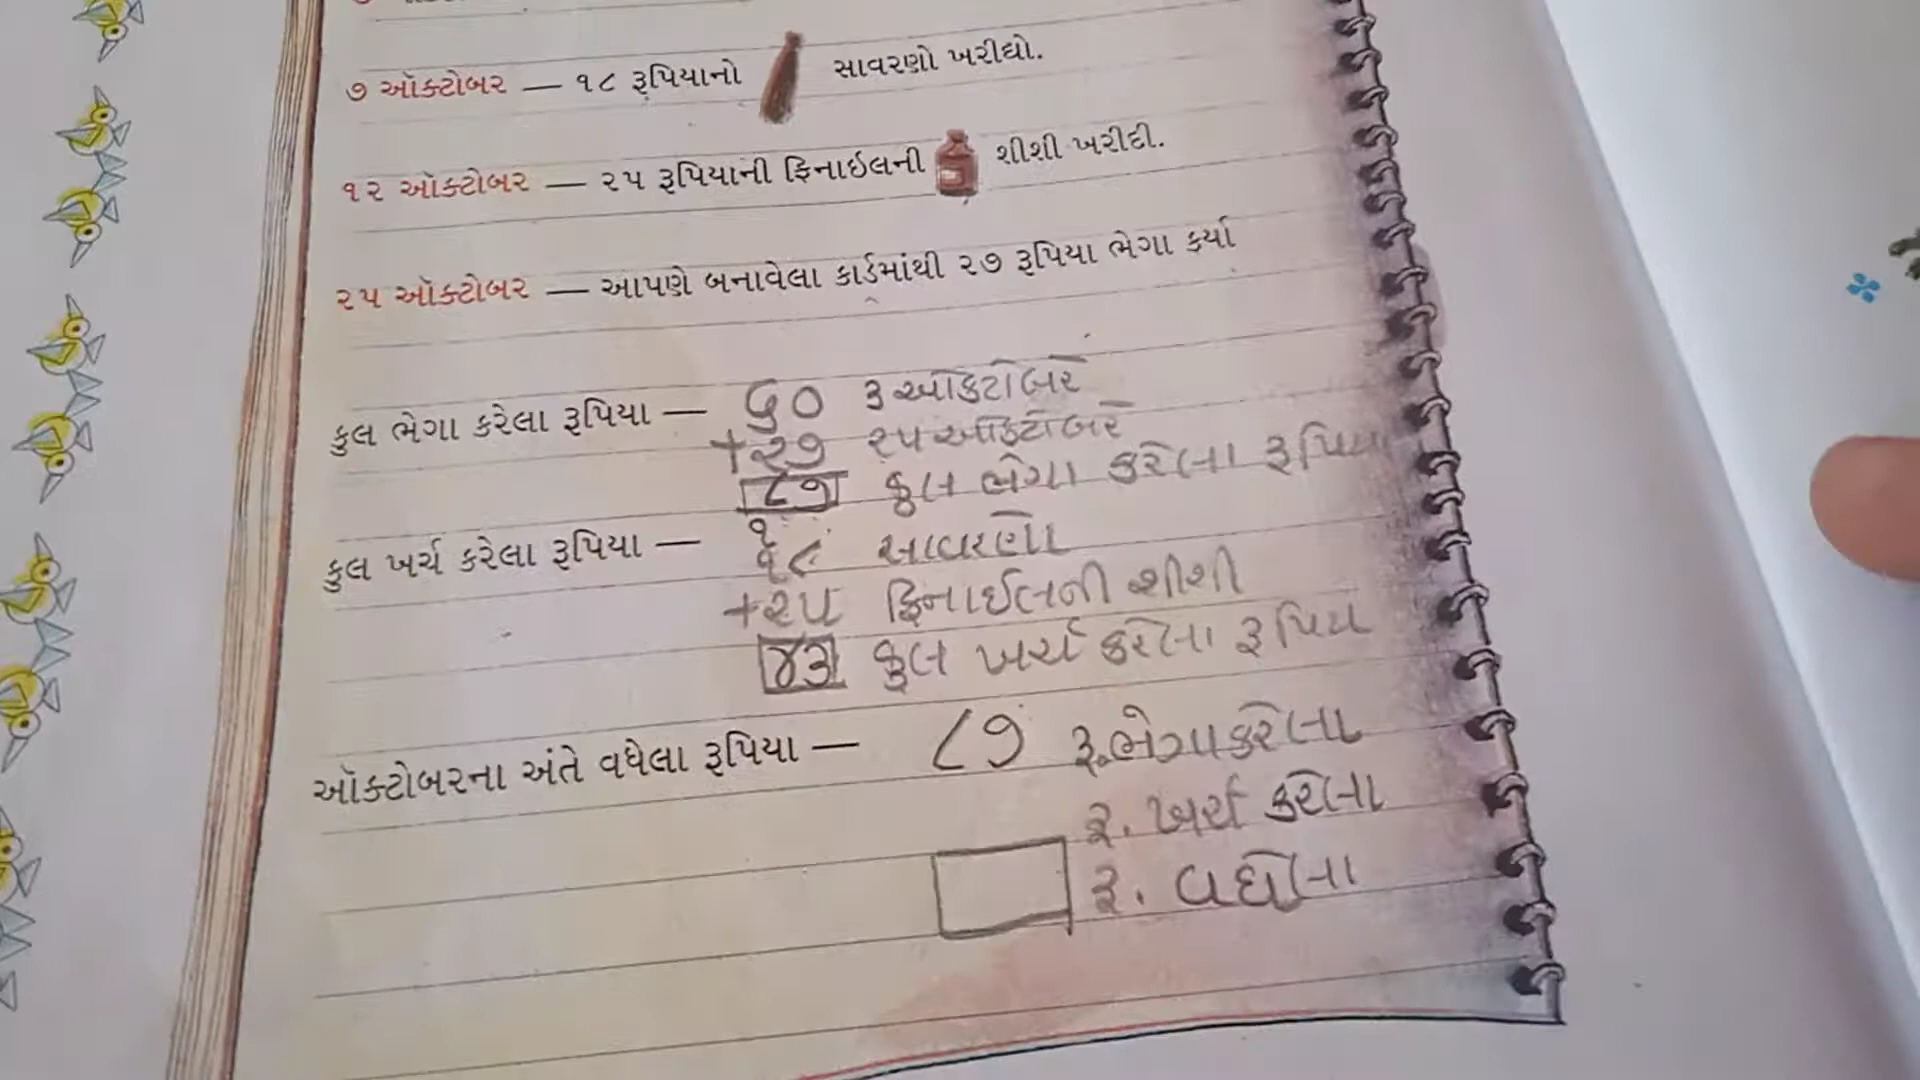 ૭ ઑક્ટોબર — ૧૮ રૂપિયાનો સાવરણો ખરીદ્યો.
૧૨ ઑક્ટોબર — ૨૫ રૂપિયાની ફિનાઇલની શીશી ખરીદી.
૨૫ ઑક્ટોબર — આપણે બનાવેલા કાર્ડમાંથી ૨૭ રૂપિયા ભેગા કર્યા
કુલ ભેગા કરેલા રૂપિયા — ૬૦ ૩ ઑક્ટોબરે
+૨૭ ૨૫ ઑક્ટોબરે
૮૭ કુલ ભેગા કરેલા રૂપિયા
૧
કુલ ખર્ચ કરેલા રૂપિયા — ૧૮ સાવરણો
+૨૫ ફિનાઈલની શીશી
૪૩ કુલ ખર્ચ કરેલા રૂપિયા
ઑક્ટોબરના અંતે વધેલા રૂપિયા — ૮૭ રૂ. ભેગા કરેલા
રૂ. ખર્ચ કરેલા
રૂ. વધેલા